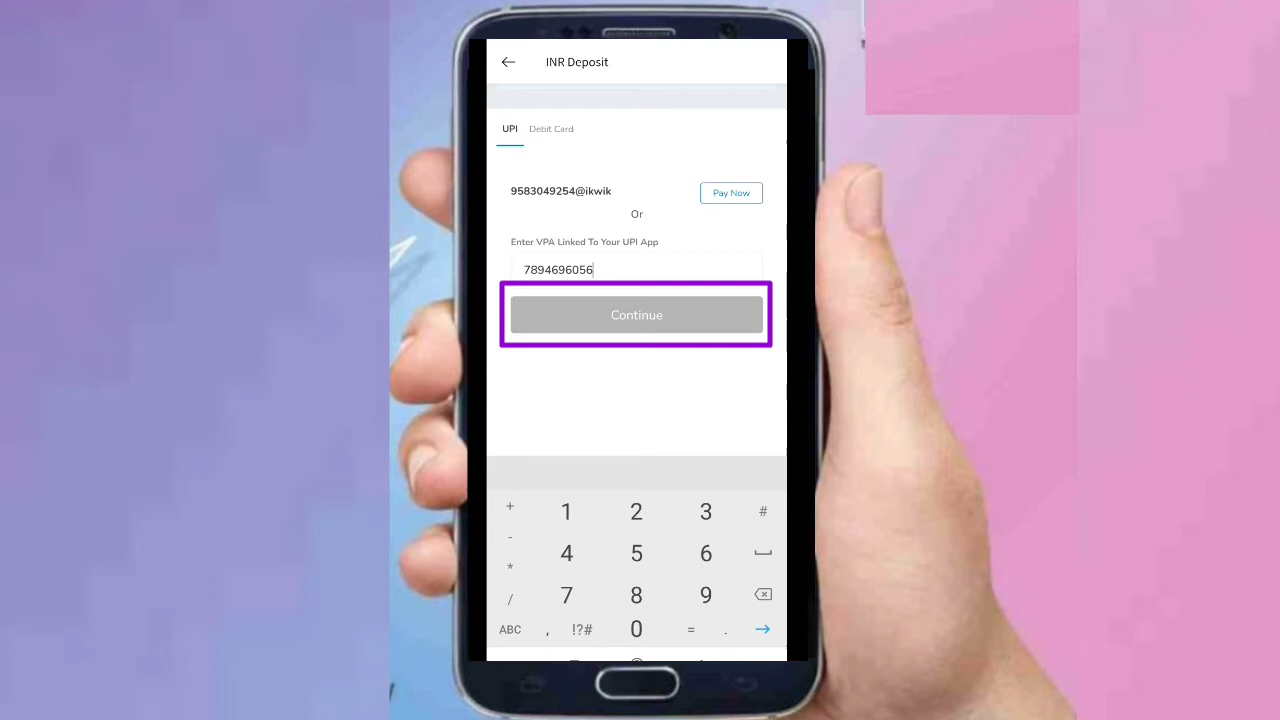 INR Deposit
UPI Debit Card
9583049254@ikwik
Pay Now
Or
Enter VPA Linked To Your UPI App
7894696056
Continue
+ 1 2 3 #
- 4 5 6
*
/ 7 8 9
ABC , !?# 0 = .